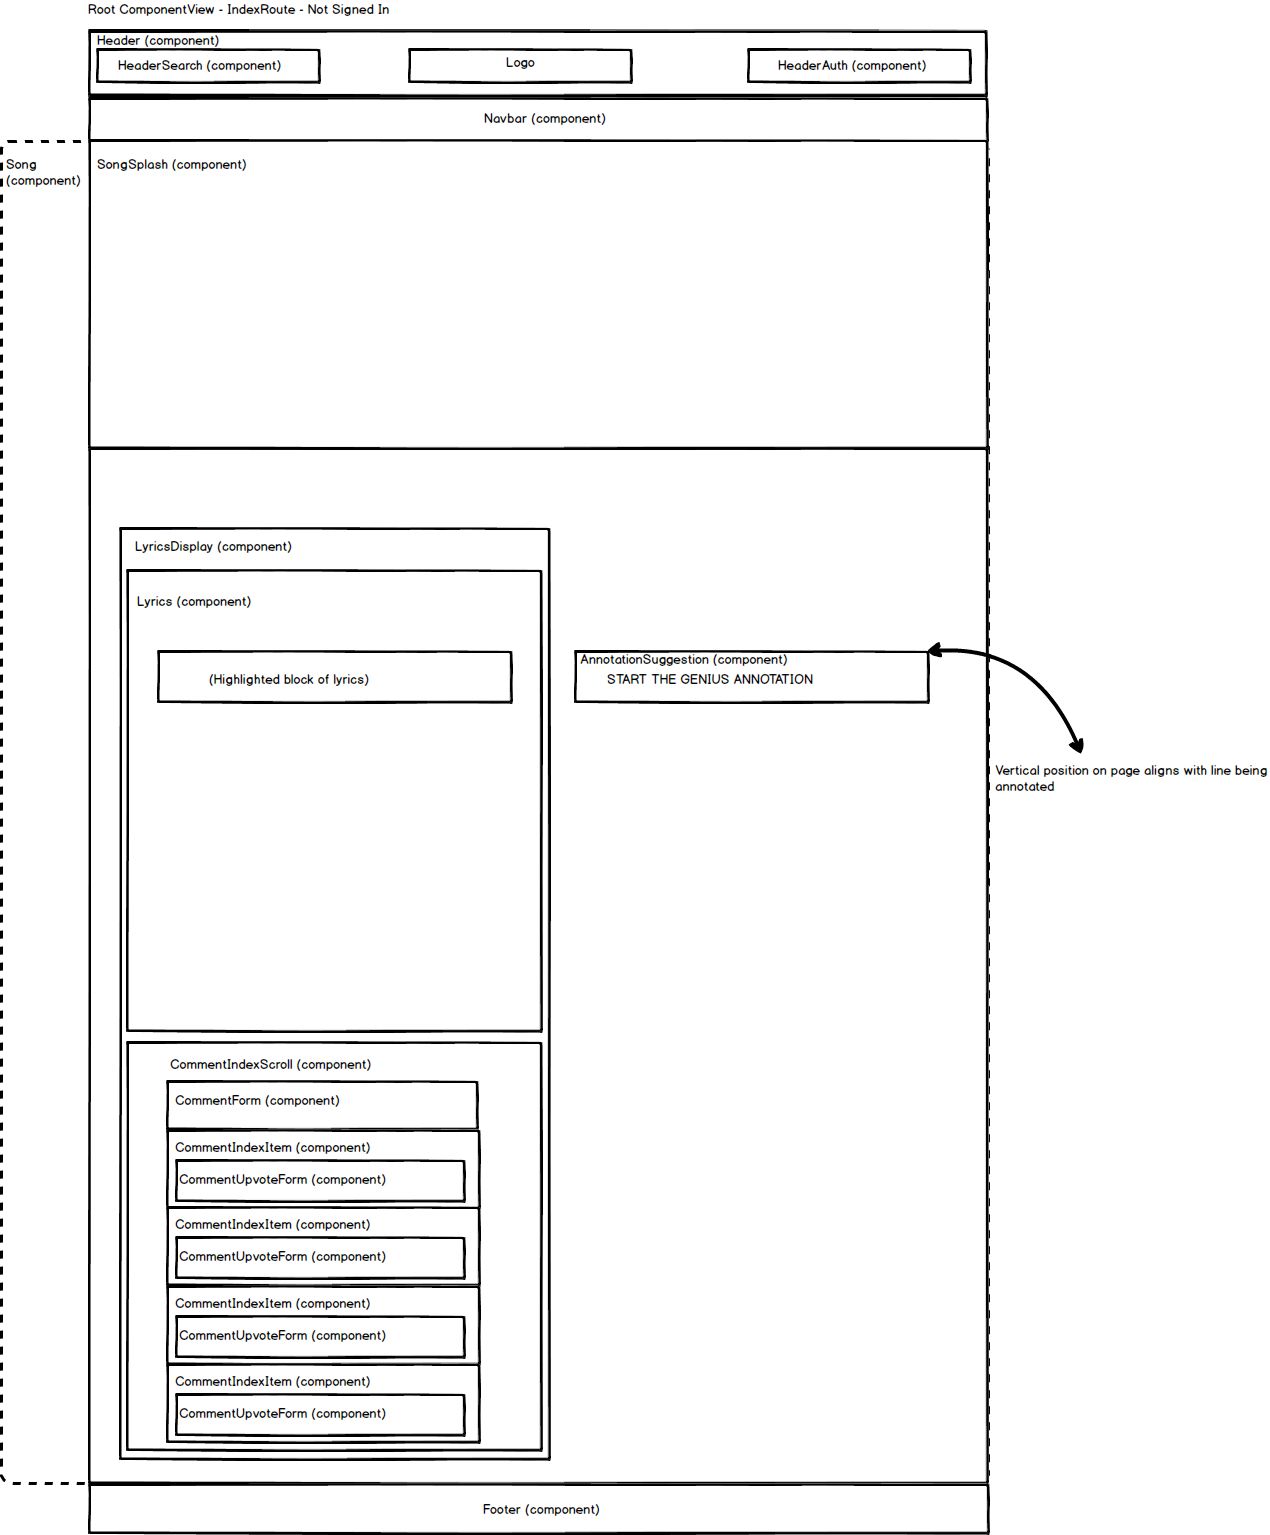 Root ComponentView - IndexRoute - Not Signed In
Header (component)
HeaderSearch (component)
Logo
HeaderAuth (component)
Navbar (component)
Song
(component)
SongSplash (component)
LyricsDisplay (component)
Lyrics (component)
(Highlighted block of lyrics)
AnnotationSuggestion (component)
START THE GENIUS ANNOTATION
Vertical position on page aligns with line being
annotated
CommentIndexScroll (component)
CommentForm (component)
CommentIndexItem (component)
CommentUpvoteForm (component)
CommentIndexItem (component)
CommentUpvoteForm (component)
CommentIndexItem (component)
CommentUpvoteForm (component)
CommentIndexItem (component)
CommentUpvoteForm (component)
Footer (component)